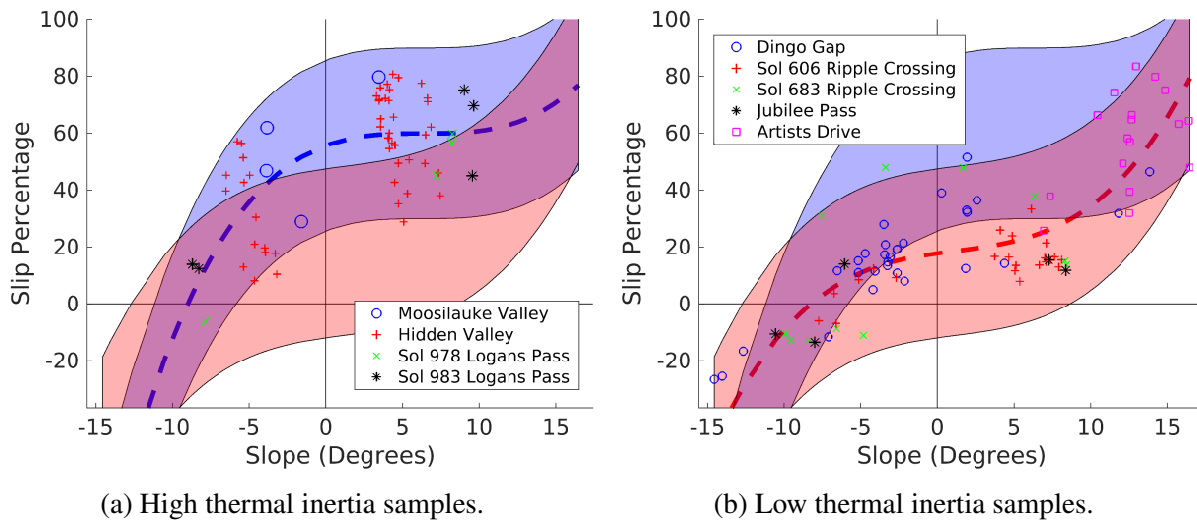 100
80
60
40
20
0
-20
-15
-10
-5
0
5
10
15
Slip Percentage
Slope (Degrees)
Moosilauke Valley
Hidden Valley
Sol 978 Logans Pass
Sol 983 Logans Pass
(a) High thermal inertia samples.
100
80
60
40
20
0
-20
-15
-10
-5
0
5
10
15
Slip Percentage
Slope (Degrees)
Dingo Gap
Sol 606 Ripple Crossing
Sol 683 Ripple Crossing
Jubilee Pass
Artists Drive
(b) Low thermal inertia samples.